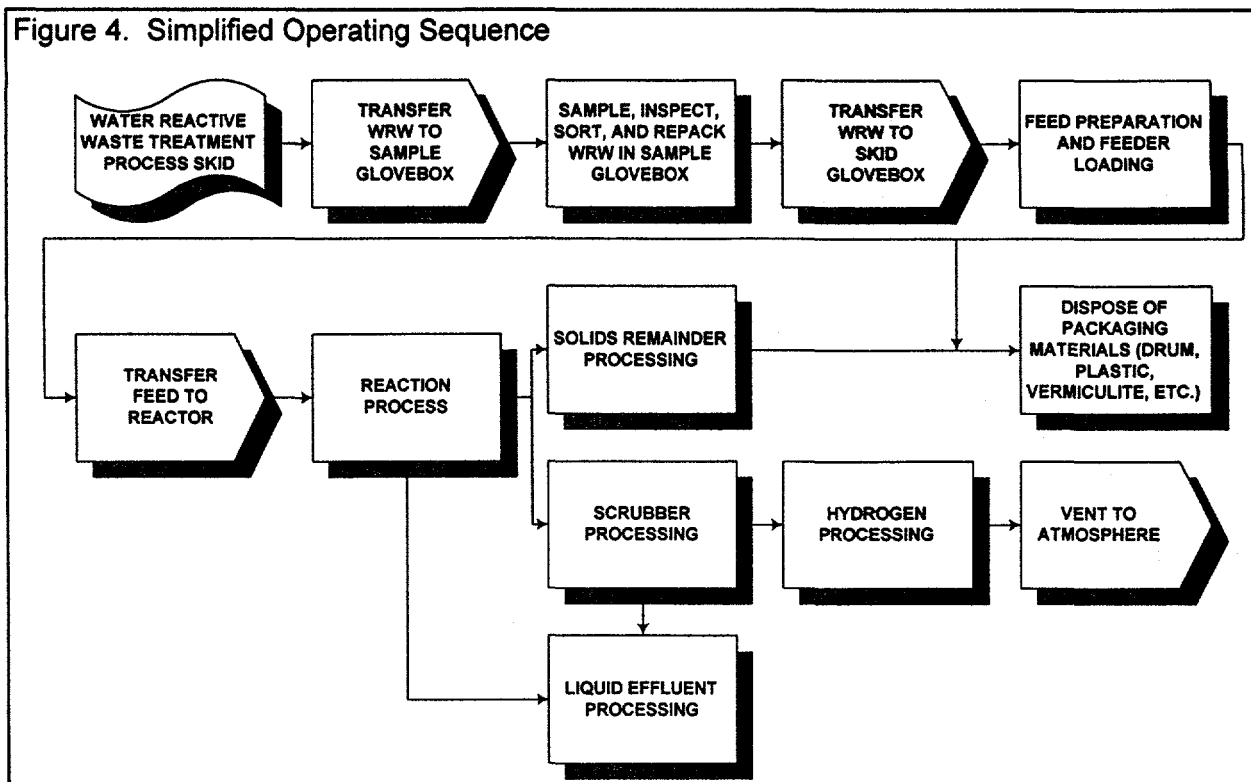 Figure 4. Simplified Operating Sequence
WATER REACTIVE
WASTE TREATMENT
PROCESS SKID
TRANSFER
WRW TO
SAMPLE
GLOVEBOX
SAMPLE, INSPECT,
SORT, AND REPACK
WRW IN SAMPLE
GLOVEBOX
TRANSFER
WRW TO
SKID
GLOVEBOX
FEED PREPARATION
AND FEEDER
LOADING
TRANSFER
FEED TO
REACTOR
REACTION
PROCESS
SOLIDS REMAINDER
PROCESSING
DISPOSE OF
PACKAGING
MATERIALS (DRUM,
PLASTIC,
VERMICULITE, ETC.)
SCRUBBER
PROCESSING
HYDROGEN
PROCESSING
VENT TO
ATMOSPHERE
LIQUID EFFLUENT
PROCESSING